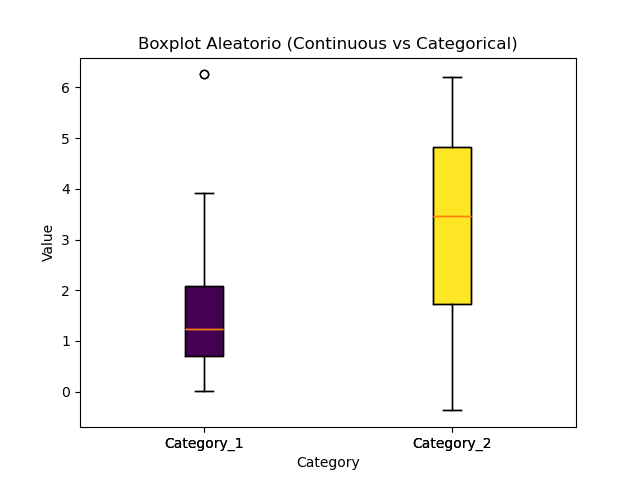 Boxplot Aleatorio (Continuous vs Categorical)
6
5
4
3
2
1
0
Value
Category_1
Category_2
Category